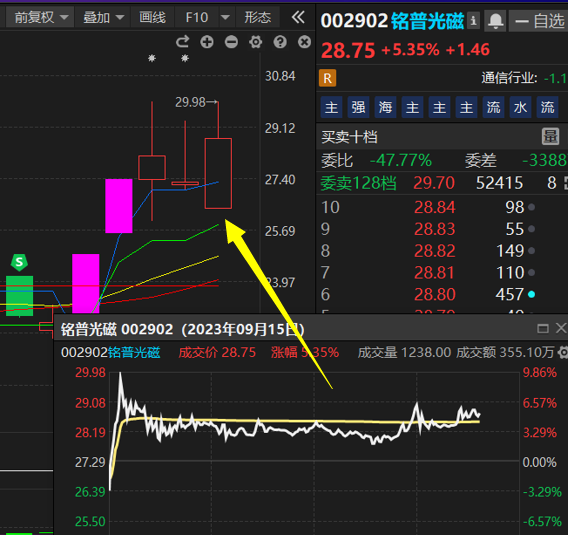 前复权 叠加 画线 F10 形态
002902 铭普光磁 自选
28.75 +5.35% +1.46
R 通信行业: -1.1
主 强 海 主 主 主 流 水 流
买卖十档
委比 -47.77% 委差 -3388
委卖128档 29.70 52415 8
10 28.84 98
9 28.83 55
8 28.82 149
7 28.81 110
6 28.80 457
30.84
29.98→
29.12
27.40
25.69
23.97
S
铭普光磁 002902 (2023年09月15日)
002902铭普光磁 成交价 28.75 涨幅 5.35% 成交量 1238.00 成交额 355.10万
29.98 9.86%
29.08 6.57%
28.19 3.29%
27.29 0.00%
26.39 -3.29%
25.50 -6.57%